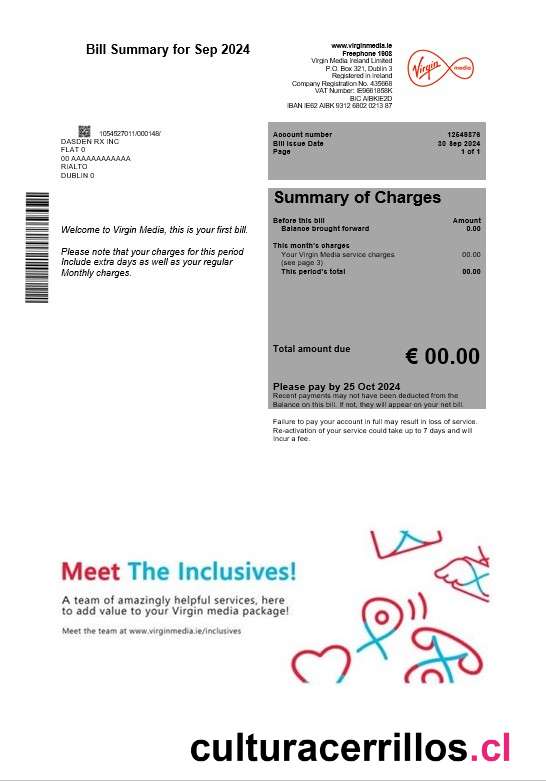 Bill Summary for Sep 2024
www.virginmedia.ie
Freephone 1908
Virgin Media Ireland Limited
P.O. Box 321, Dublin 3
Registered in Ireland
Company Registration No. 435668
VAT Number: IE9661858K
BIC AIBKIE2D
IBAN IE62 AIBK 9312 6802 0213 87
Virgin media
1054527011/000148/
DASDEN RX INC
FLAT 0
00 AAAAAAAAAAAA
RIALTO
DUBLIN 0
Account number 12548876
Bill Issue Date 30 Sep 2024
Page 1 of 1
Summary of Charges
Before this bill Amount
Balance brought forward 0.00
This month's charges
Your Virgin Media service charges 00.00
(see page 3)
This period's total 00.00
Total amount due € 00.00
Please pay by 25 Oct 2024
Recent payments may not have been deducted from the
Balance on this bill. If not, they will appear on your net bill.
Failure to pay your account in full may result in loss of service.
Re-activation of your service could take up to 7 days and will
incur a fee.
Welcome to Virgin Media, this is your first bill.
Please note that your charges for this period
Include extra days as well as your regular
Monthly charges.
Meet The Inclusives!
A team of amazingly helpful services, here
to add value to your Virgin media package!
Meet the team at www.virginmedia.ie/inclusives
culturacerrillos.cl